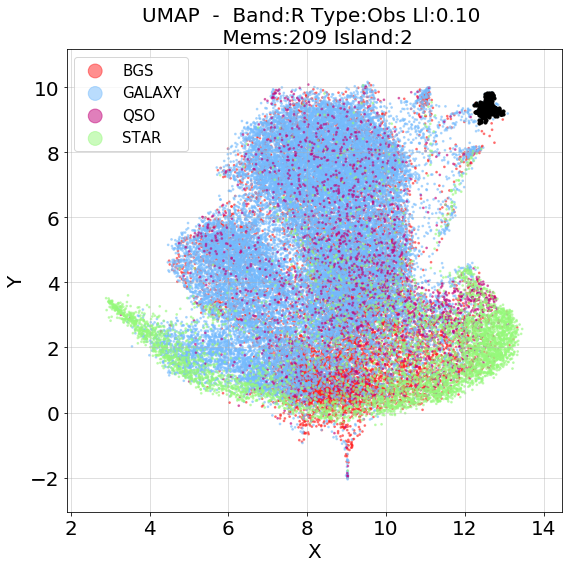 UMAP - Band:R Type:Obs Ll:0.10
Mems:209 Island:2
BGS
GALAXY
QSO
STAR
Y
10
8
6
4
2
0
−2
2 4 6 8 10 12 14
X